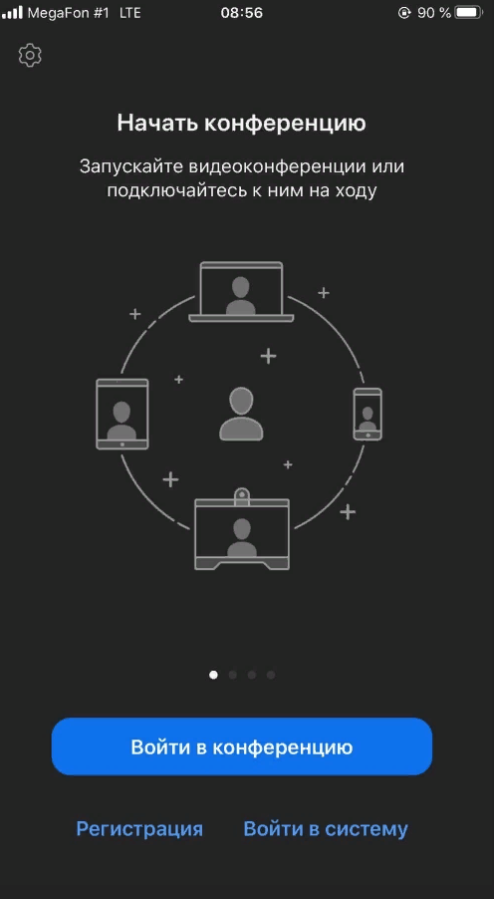 MegaFon #1 LTE 08:56 90 %
Начать конференцию
Запускайте видеоконференции или
подключайтесь к ним на ходу
Войти в конференцию
Регистрация Войти в систему